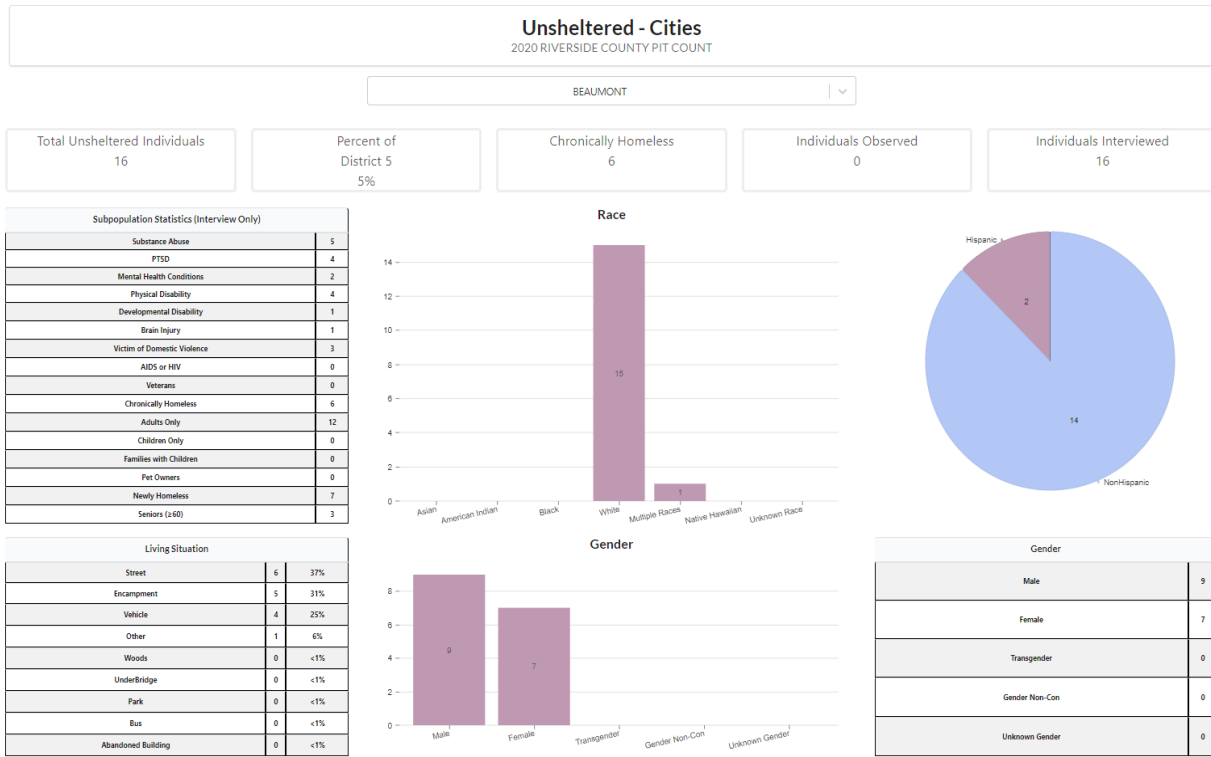 Unsheltered - Cities
2020 RIVERSIDE COUNTY PIT COUNT
BEAUMONT
Total Unsheltered Individuals
16
Percent of
District 5
5%
Chronically Homeless
6
Individuals Observed
0
Individuals Interviewed
16
Subpopulation Statistics (Interview Only)
Substance Abuse 5
PTSD 4
Mental Health Conditions 2
Physical Disability 4
Developmental Disability 1
Brain Injury 1
Victim of Domestic Violence 3
AIDS or HIV 0
Veterans 0
Chronically Homeless 6
Adults Only 12
Children Only 0
Families with Children 0
Pet Owners 0
Newly Homeless 7
Seniors (≥60) 3
Race
14
12
10
8
6
4
2
0
15
1
Asian
American Indian
Black
White
Multiple Races
Native Hawaiian
Unknown Race
Hispanic
2
14
NonHispanic
Living Situation
Street 6 37%
Encampment 5 31%
Vehicle 4 25%
Other 1 6%
Woods 0 <1%
UnderBridge 0 <1%
Park 0 <1%
Bus 0 <1%
Abandoned Building 0 <1%
Gender
8
6
4
2
0
9
7
Male
Female
Transgender
Gender Non-Con
Unknown Gender
Gender
Male 9
Female 7
Transgender 0
Gender Non-Con 0
Unknown Gender 0